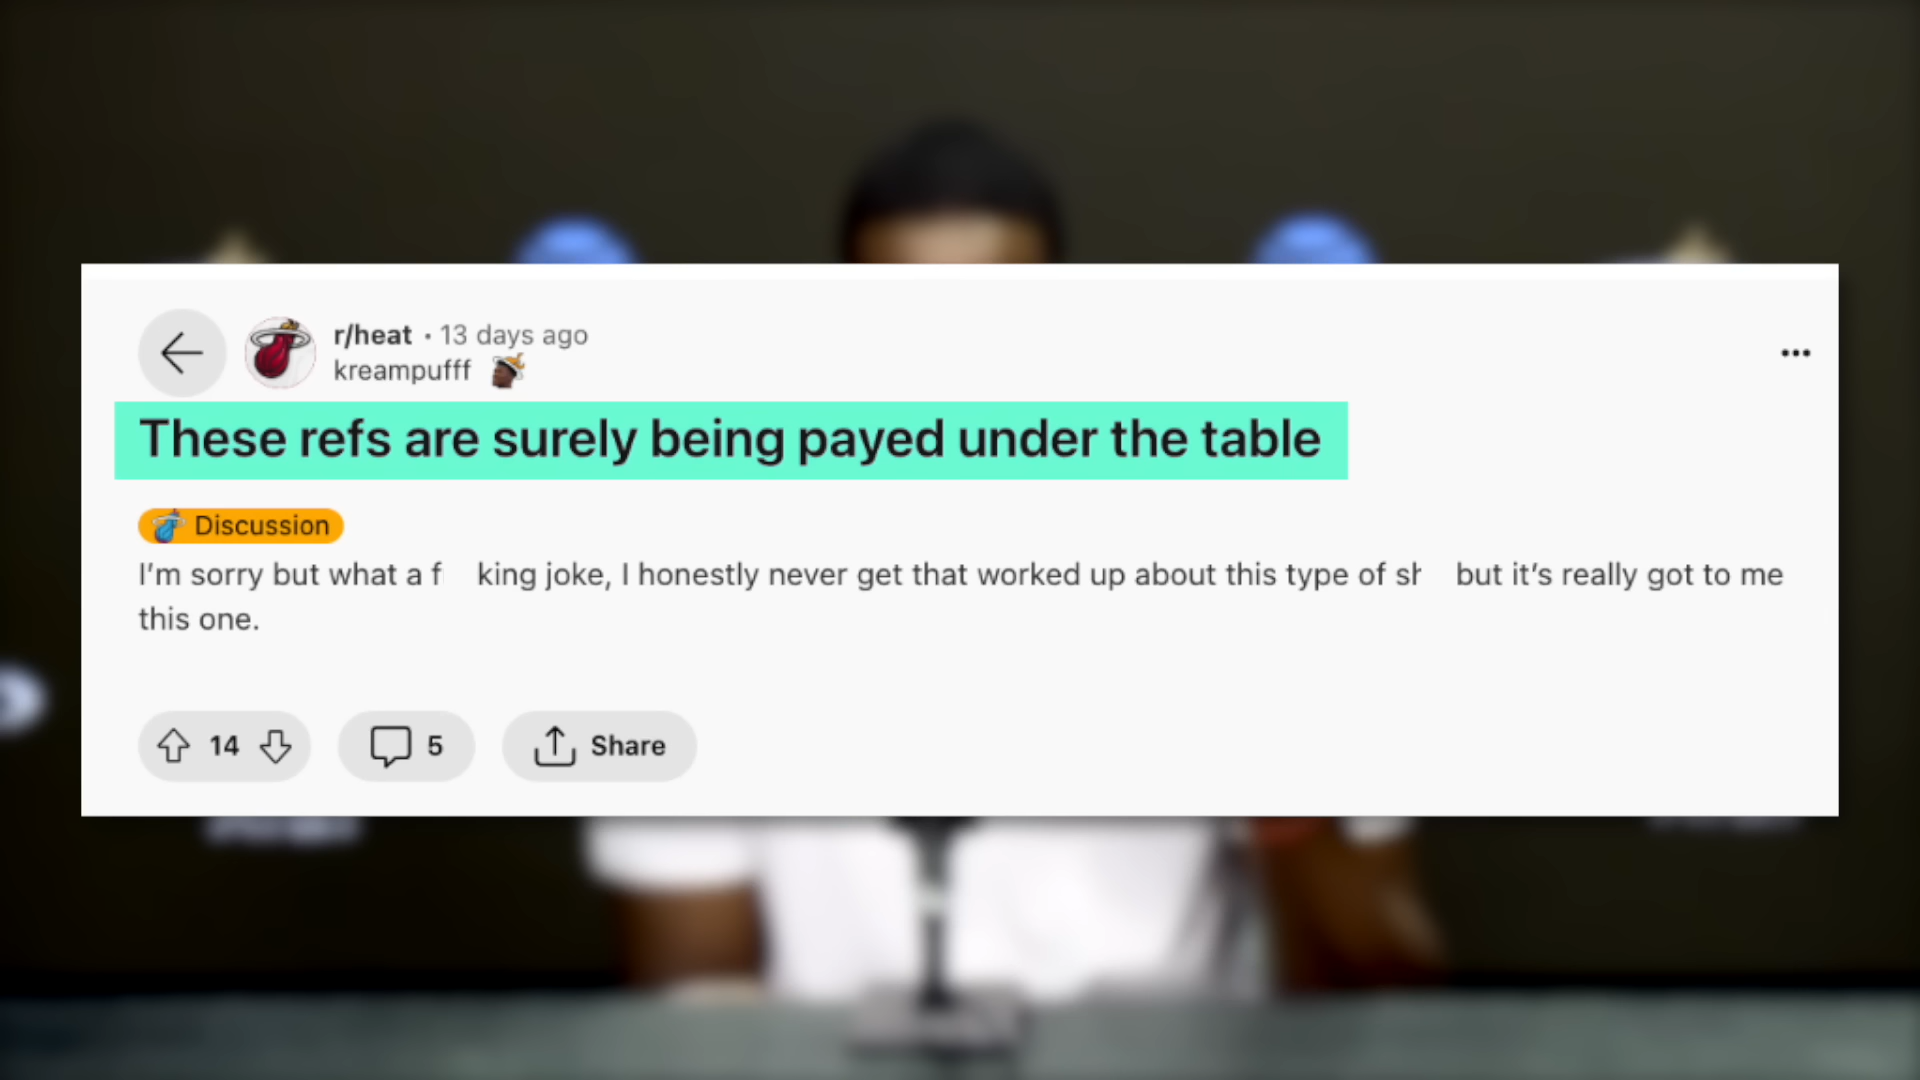 r/heat · 13 days ago
kreampufff
These refs are surely being payed under the table
Discussion
I'm sorry but what a f king joke, I honestly never get that worked up about this type of sh but it's really got to me
this one.
14
5
Share